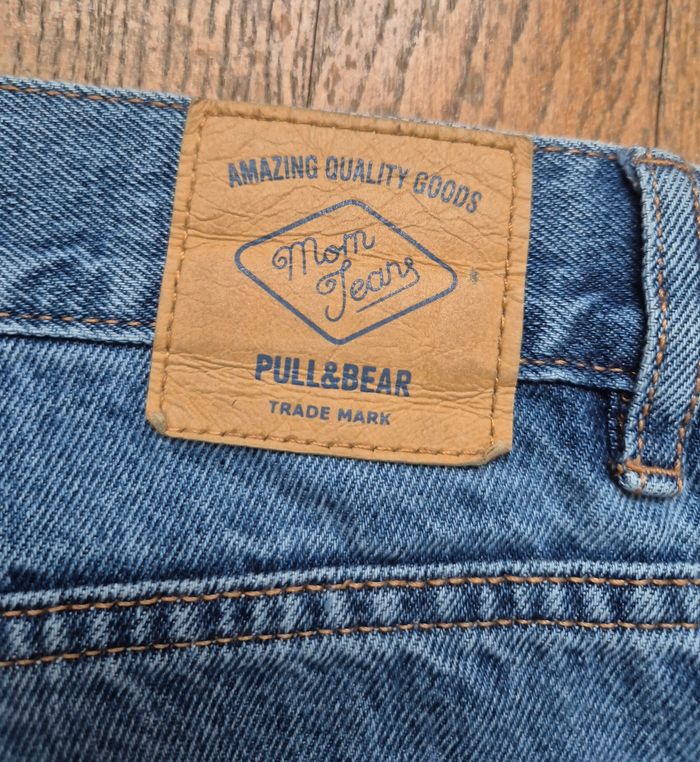 AMAZING QUALITY GOODS
Mom
Jeans
PULL&BEAR
TRADE MARK